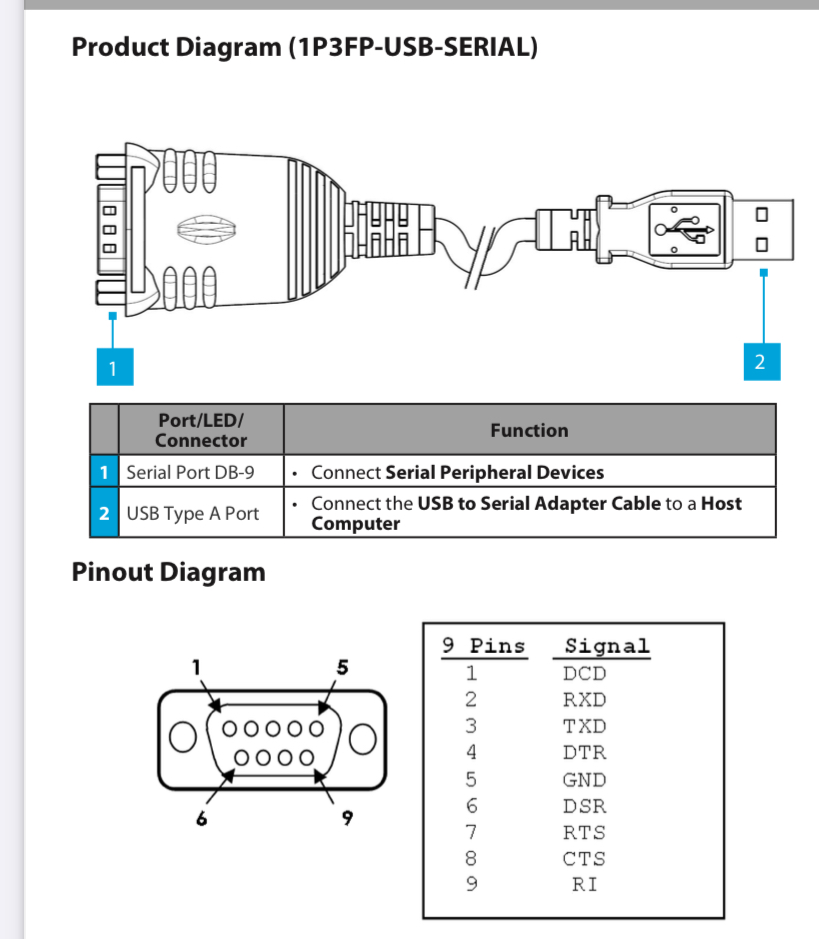 Product Diagram (1P3FP-USB-SERIAL)
1
2
Port/LED/
Connector
Function
1 Serial Port DB-9 • Connect Serial Peripheral Devices
2 USB Type A Port • Connect the USB to Serial Adapter Cable to a Host
Computer
Pinout Diagram
1 5
6 9
9 Pins Signal
1 DCD
2 RXD
3 TXD
4 DTR
5 GND
6 DSR
7 RTS
8 CTS
9 RI